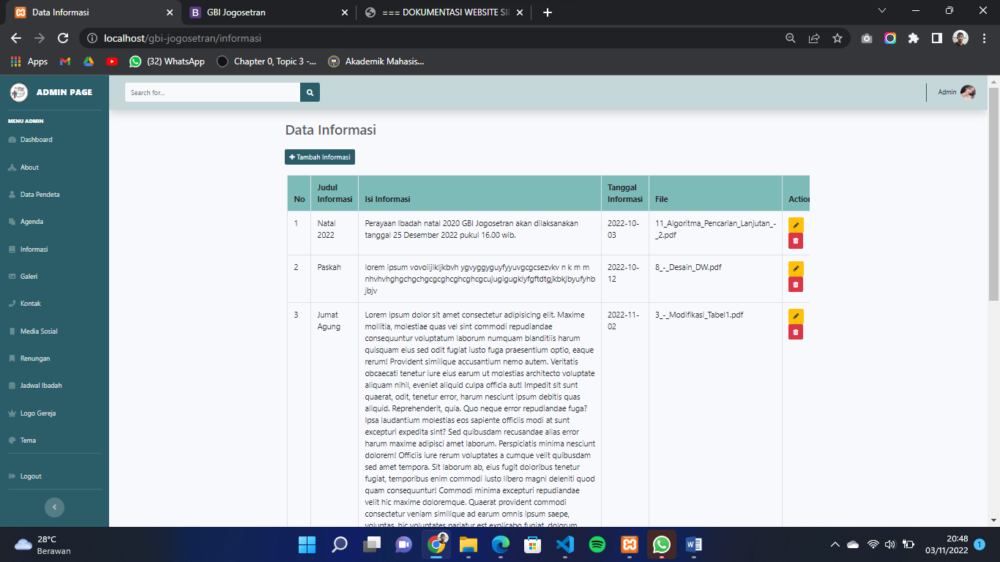 Data Informasi
GBI Jogosetran
=== DOKUMENTASI WEBSITE SI
localhost/gbi-jogosetran/informasi
Apps
(32) WhatsApp
Chapter 0, Topic 3 -...
Akademik Mahasis...
ADMIN PAGE
Search for...
Admin
MENU ADMIN
Dashboard
About
Data Pendeta
Agenda
Informasi
Galeri
Kontak
Media Sosial
Renungan
Jadwal Ibadah
Logo Gereja
Tema
Logout
Data Informasi
Tambah Informasi
No
Judul
Informasi
Isi Informasi
Tanggal
Informasi
File
Action
1
Natal
2022
Perayaan Ibadah natal 2020 GBI Jogosetran akan dilaksanakan
tanggal 25 Desember 2022 pukul 16.00 wib.
2022-10-
03
11_Algoritma_Pencarian_Lanjutan_-
_2.pdf
2
Paskah
lorem ipsum vovoiijlkljkbvh ygvyggyguyfyyuvgcgcsezvkv n k m m
nhvhvhghgchgchgcgcghcghcghcgcujugigugklyfgftdtgjkbkjbyufyhb
jbjv
2022-10-
12
8_-_Desain_DW.pdf
3
Jumat
Agung
Lorem ipsum dolor sit amet consectetur adipisicing elit. Maxime
mollitia, molestiae quas vel sint commodi repudiandae
consequuntur voluptatum laborum numquam blanditiis harum
quisquam eius sed odit fugiat iusto fuga praesentium optio, eaque
rerum! Provident similique accusantium nemo autem. Veritatis
obcaecati tenetur iure eius earum ut molestias architecto voluptate
aliquam nihil, eveniet aliquid culpa officia aut! Impedit sit sunt
quaerat, odit, tenetur error, harum nesciunt ipsum debitis quas
aliquid. Reprehenderit, quia. Quo neque error repudiandae fuga?
Ipsa laudantium molestias eos sapiente officiis modi at sunt
excepturi expedita sint? Sed quibusdam recusandae alias error
harum maxime adipisci amet laborum. Perspiciatis minima nesciunt
dolorem! Officiis iure rerum voluptates a cumque velit quibusdam
sed amet tempora. Sit laborum ab, eius fugit doloribus tenetur
fugiat, temporibus enim commodi iusto libero magni deleniti quod
quam consequuntur! Commodi minima excepturi repudiandae
velit hic maxime doloremque. Quaerat provident commodi
consectetur veniam similique ad earum omnis ipsum saepe,
voluptas, hic voluptates pariatur est explicabo fugiat, dolorum
2022-11-
02
3_-_Modifikasi_Tabel1.pdf
28°C
Berawan
20:48
03/11/2022
1